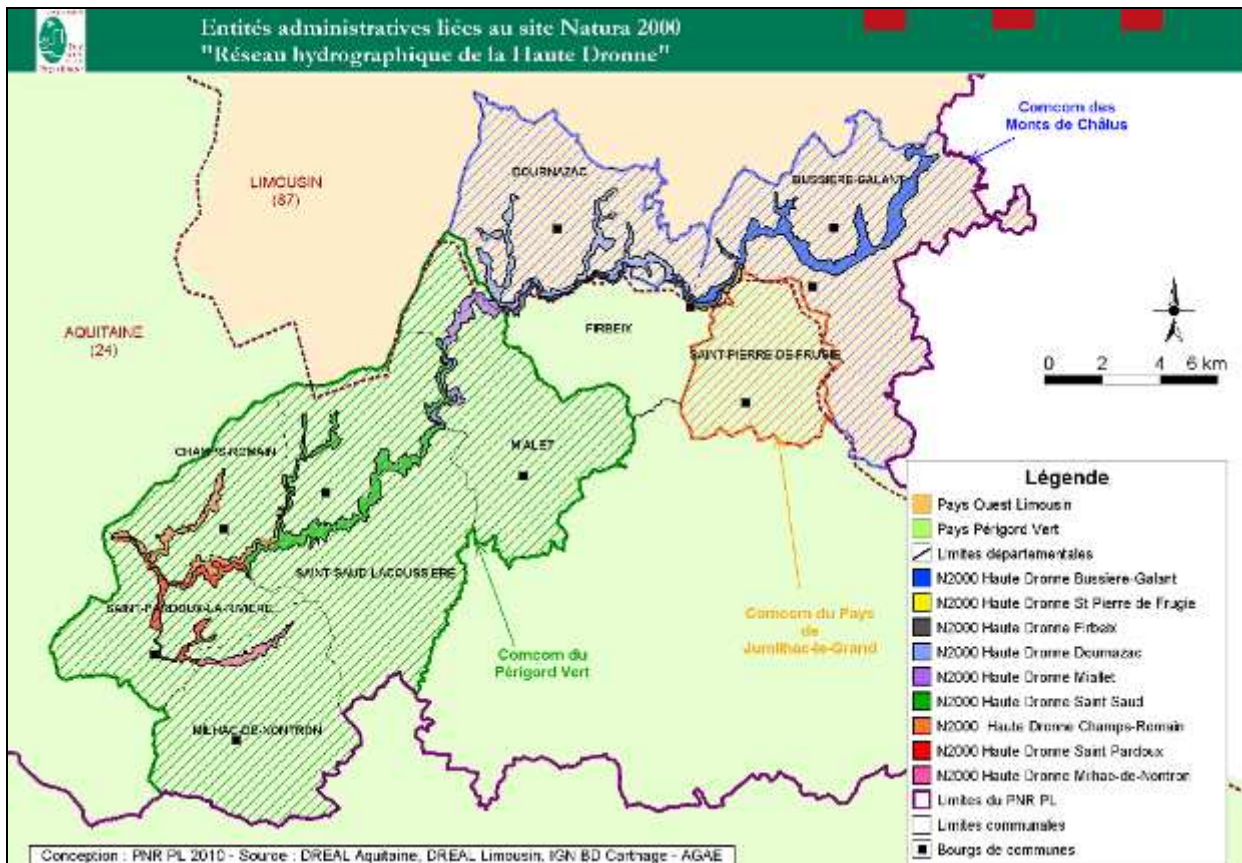 Entités administratives liées au site Natura 2000
"Réseau hydrographique de la Haute Dronne"
Comcom des
Monts de Châlus
DOURNAZAC
BUSSIERE-GALANT
LIMOUSIN
(87)
AQUITAINE
(24)
FIRBEIX
SAINT-PIERRE-DE-FRUGIE
0 2 4 6 km
CHAMPS-ROMAIN
MIALET
SAINT-SAUD-LACOUSSIERE
SAINT-PARDOUX-LA-RIVIERE
Comcom du Pays
de
Jumilhac-le-Grand
Comcom du
Périgord Vert
MILHAC-DE-NONTRON
Légende
Pays Ouest Limousin
Pays Périgord Vert
Limites départementales
N2000 Haute Dronne Bussiere-Galant
N2000 Haute Dronne St Pierre de Frugie
N2000 Haute Dronne Firbeix
N2000 Haute Dronne Dournazac
N2000 Haute Dronne Miallet
N2000 Haute Dronne Saint Saud
N2000 Haute Dronne Champs-Romain
N2000 Haute Dronne Saint Pardoux
N2000 Haute Dronne Milhac-de-Nontron
Limites du PNR PL
Limites communales
Bourgs de communes
Conception : PNR PL 2010 - Source : DREAL Aquitaine, DREAL Limousin, IGN BD Carthage - AGAE